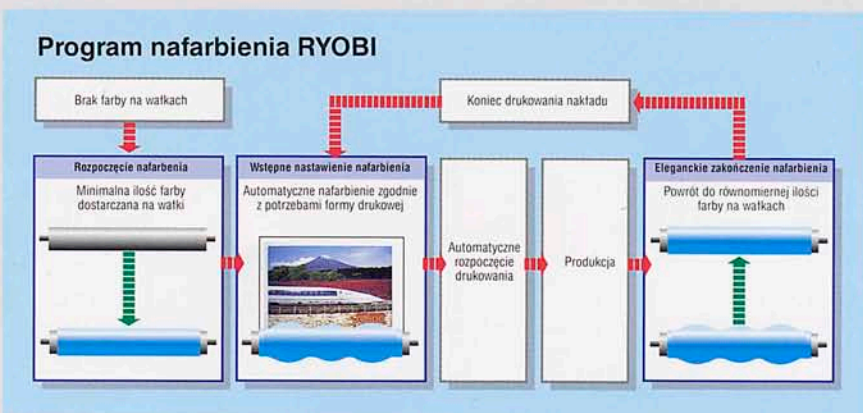 Program nafarbienia RYOBI
Brak farby na wałkach
Koniec drukowania nakładu
Rozpoczęcie nafarbenia
Minimalna ilość farby
dostarczana na wałki
Wstępne nastawienie nafarbienia
Automatyczne nafarbienie zgodnie
z potrzebami formy drukowej
Automatyczne
rozpoczęcie
drukowania
Produkcja
Eleganckie zakończenie nafarbienia
Powrót do równomiernej ilości
farby na wałkach